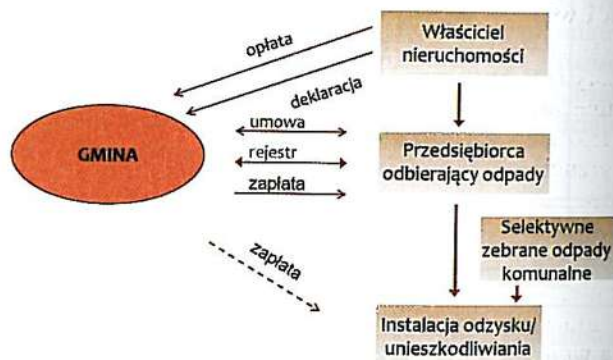 Właściciel
nieruchomości
opłata
deklaracja
GMINA
umowa
rejestr
zapłata
Przedsiębiorca
odbierający odpady
Selektywne
zebrane odpady
komunalne
zapłata
Instalacja odzysku/
unieszkodliwiania